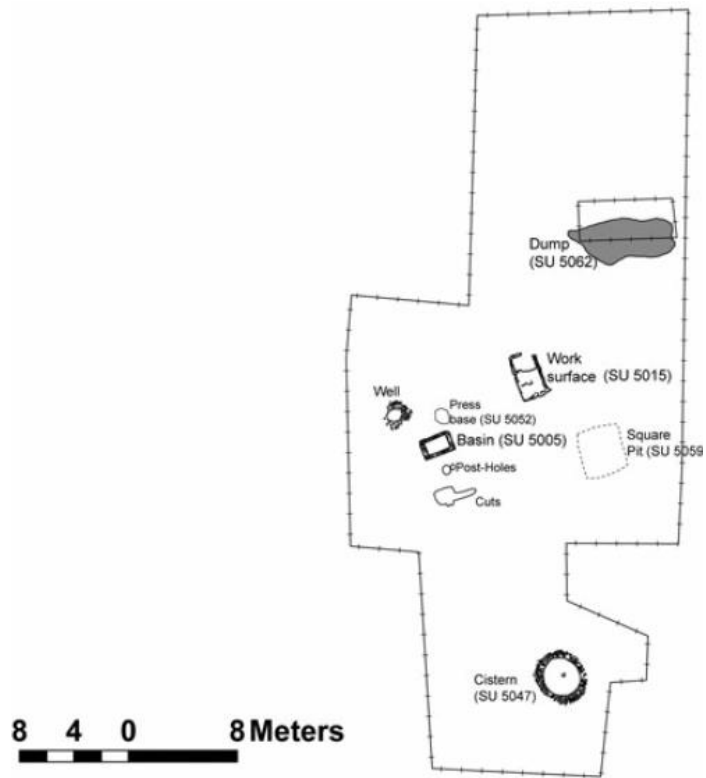 Dump
(SU 5062)
Work
surface (SU 5015)
Well
Press
base (SU 5052)
Basin (SU 5005)
Square
Pit (SU 5059
Post-Holes
Cuts
Cistern
(SU 5047)
8 4 0 8 Meters